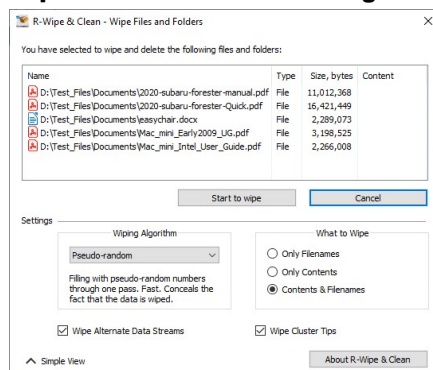 R-Wipe & Clean - Wipe Files and Folders
You have selected to wipe and delete the following files and folders:
Name Type Size, bytes Content
D:\Test_Files\Documents\2020-subaru-forester-manual.pdf File 11,012,368
D:\Test_Files\Documents\2020-subaru-forester-Quick.pdf File 16,421,449
D:\Test_Files\Documents\easychair.docx File 2,289,073
D:\Test_Files\Documents\Mac_mini_Early2009_UG.pdf File 3,198,525
D:\Test_Files\Documents\Mac_mini_Intel_User_Guide.pdf File 2,266,008
Start to wipe Cancel
Settings
Wiping Algorithm What to Wipe
Pseudo-random
Only Filenames
Filling with pseudo-random numbers
through one pass. Fast. Conceals the
fact that the data is wiped.
Only Contents
Contents & Filenames
Wipe Alternate Data Streams Wipe Cluster Tips
Simple View About R-Wipe & Clean